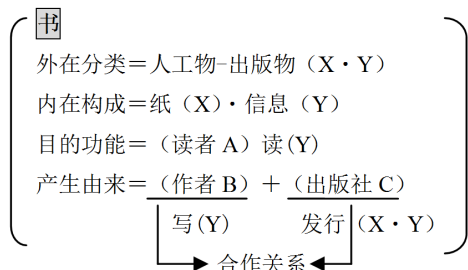 书
外在分类＝人工物-出版物（X·Y）
内在构成＝纸（X）·信息（Y）
目的功能＝（读者 A）读(Y)
产生由来＝（作者 B）＋（出版社 C）
写(Y) 发行（X·Y）
合作关系